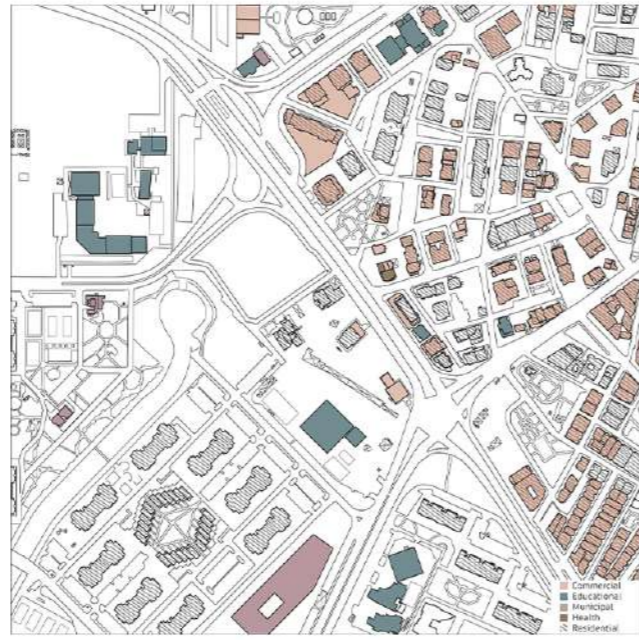 Commercial
Educational
Municipal
Health
Residential